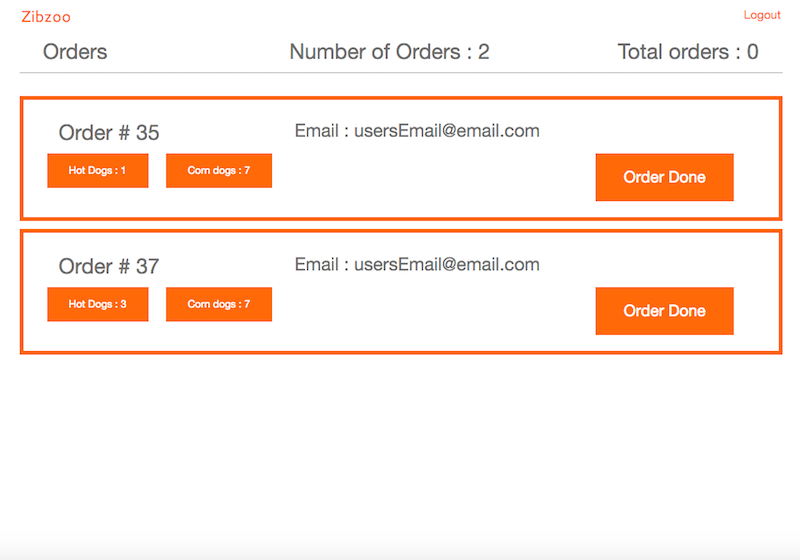 Zibzoo
Logout
Orders
Number of Orders : 2
Total orders : 0
Order # 35
Email : usersEmail@email.com
Hot Dogs : 1
Corn dogs : 7
Order Done
Order # 37
Email : usersEmail@email.com
Hot Dogs : 3
Corn dogs : 7
Order Done